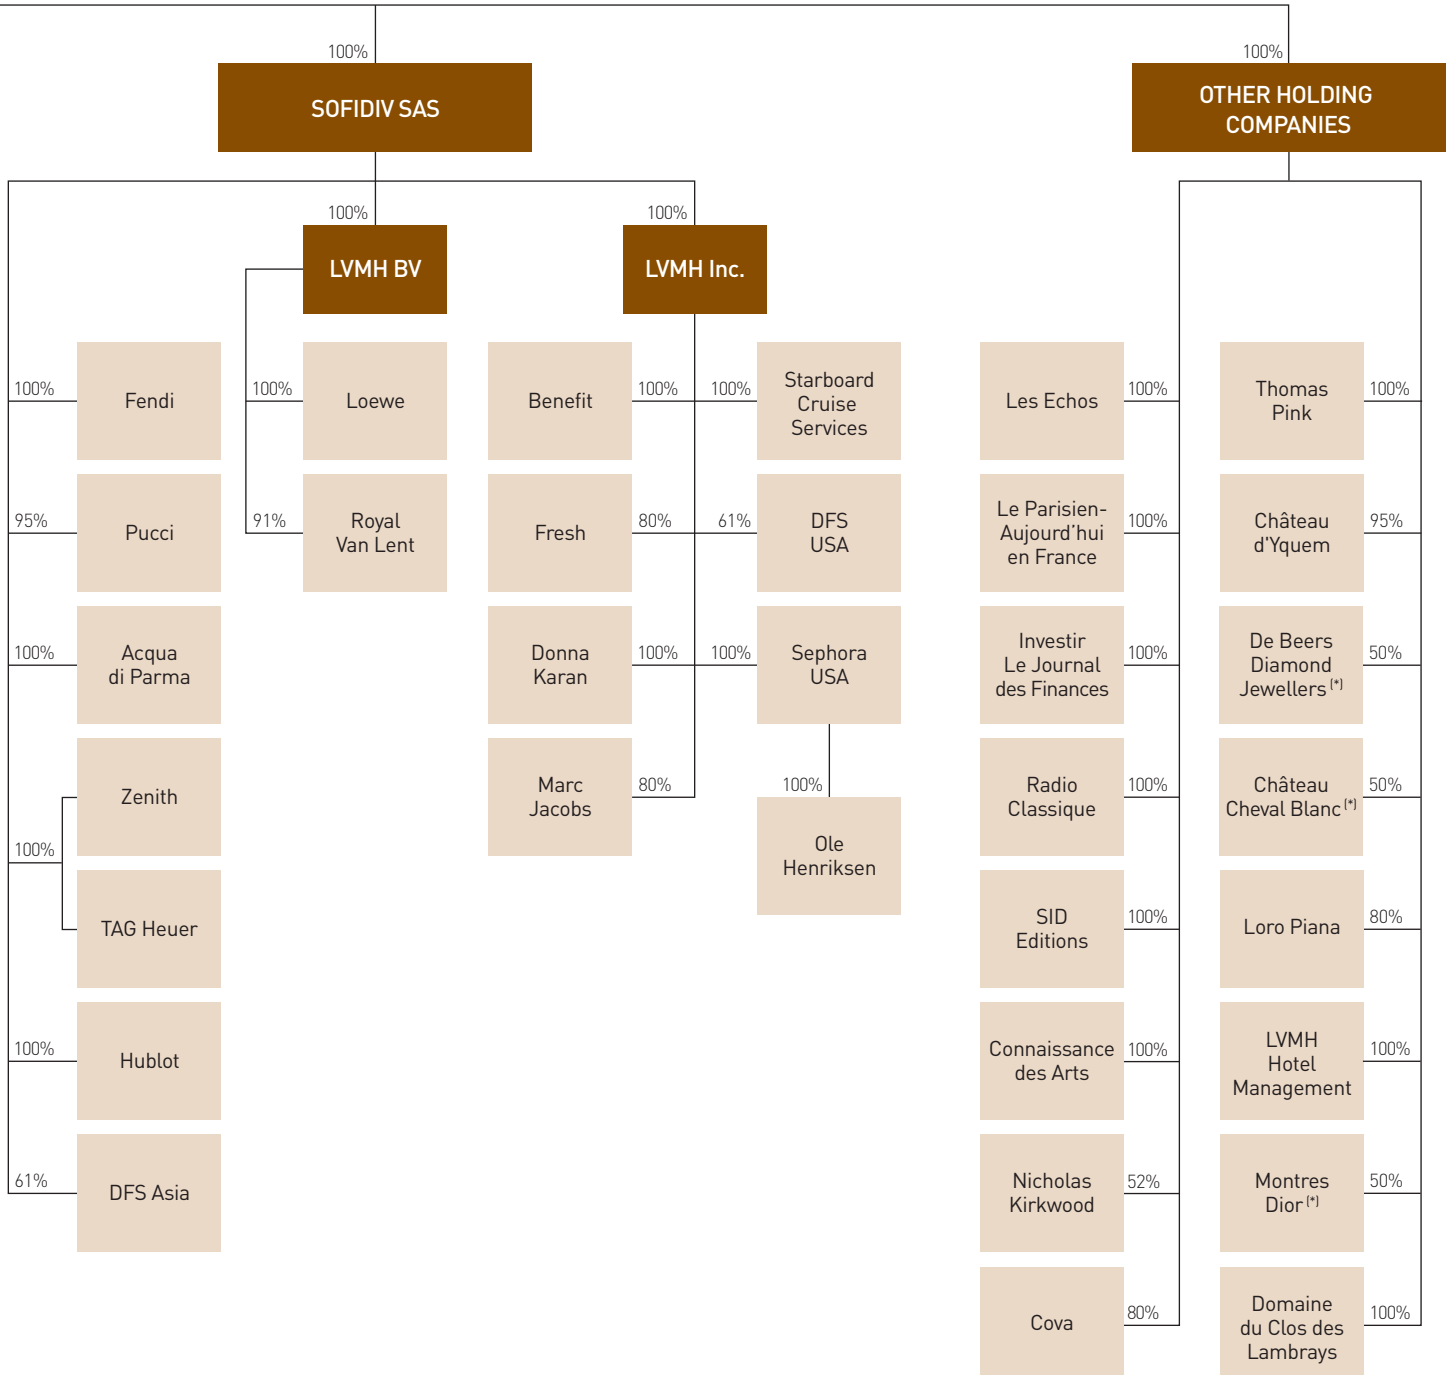 100%
SOFIDIV SAS
100%
OTHER HOLDING
COMPANIES
100%
LVMH BV
100%
LVMH Inc.
100%
Fendi
95%
Pucci
100%
Acqua
di Parma
Zenith
100%
TAG Heuer
100%
Hublot
61%
DFS Asia
100%
Loewe
91%
Royal
Van Lent
Benefit
100%
Fresh
80%
Donna
Karan
100%
Marc
Jacobs
80%
100%
Starboard
Cruise
Services
61%
DFS
USA
100%
Sephora
USA
100%
Ole
Henriksen
Les Echos
100%
Le Parisien-
Aujourd'hui
en France
100%
Investir
Le Journal
des Finances
100%
Radio
Classique
100%
SID
Editions
100%
Connaissance
des Arts
100%
Nicholas
Kirkwood
52%
Cova
80%
Thomas
Pink
100%
Château
d'Yquem
95%
De Beers
Diamond
Jewellers (*)
50%
Château
Cheval Blanc (*)
50%
Loro Piana
80%
LVMH
Hotel
Management
100%
Montres
Dior (*)
50%
Domaine
du Clos des
Lambrays
100%